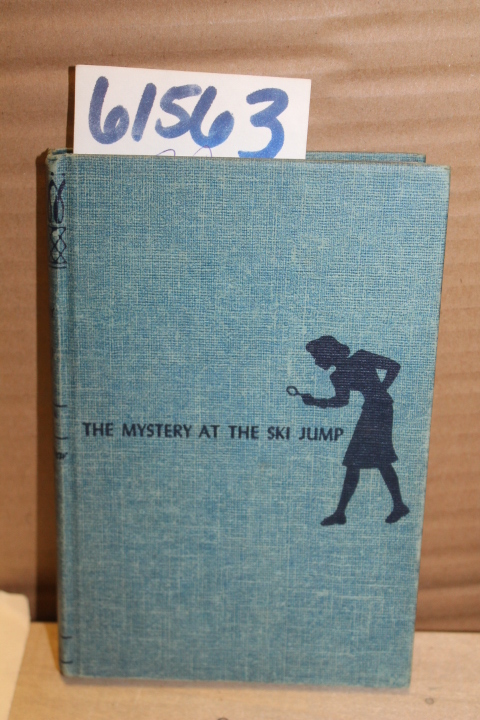 61563
THE MYSTERY AT THE SKI JUMP